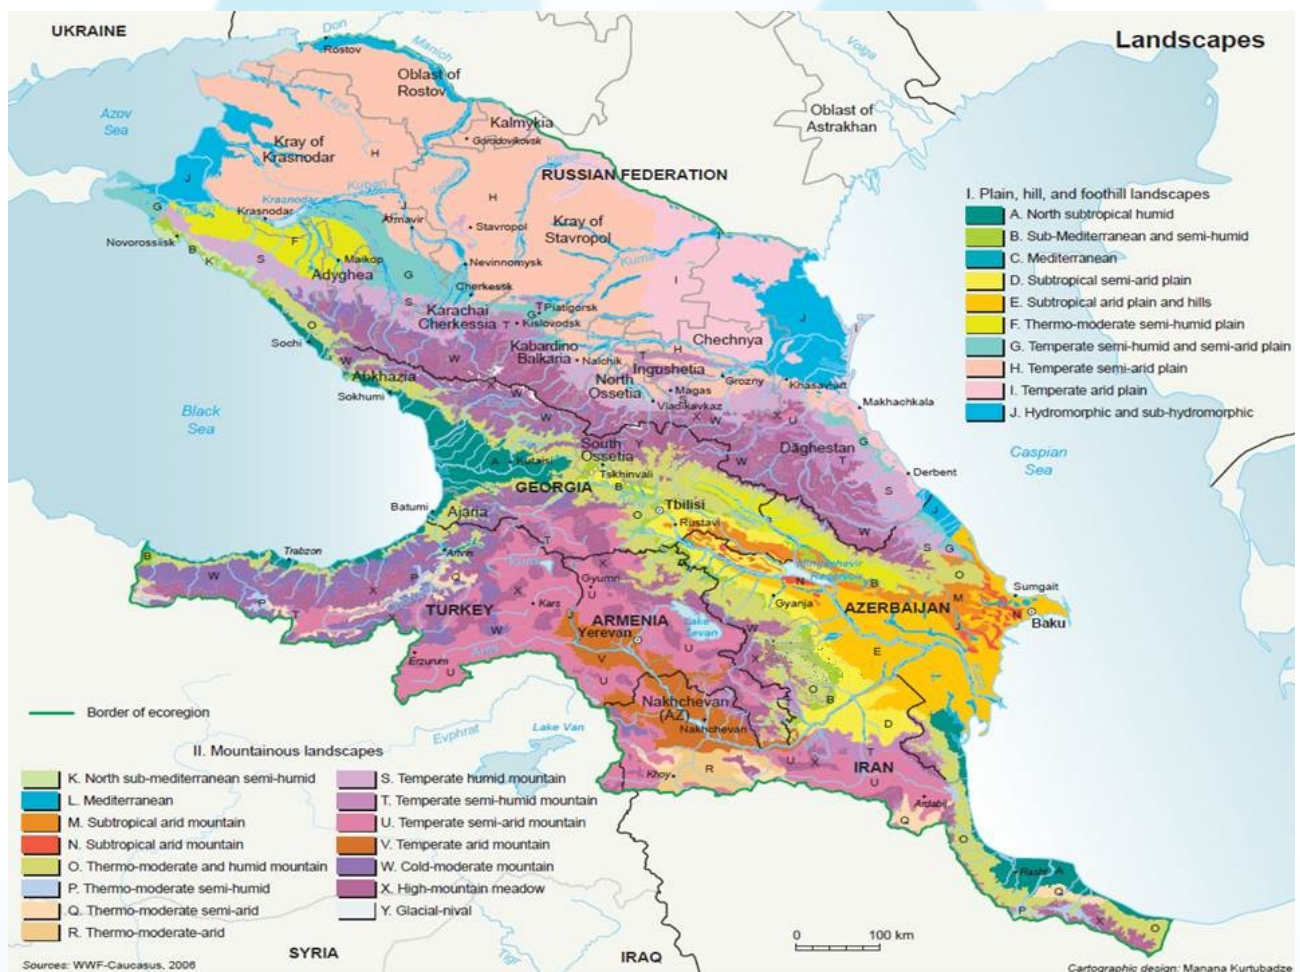 Landscapes
UKRAINE
Don
Rostov
Manich
Volga
Oblast of
Rostov
Azov
Sea
Oblast of
Astrakhan
Kalmykia
Gorodovikovsk
Kray of
Krasnodar
H
J
RUSSIAN FEDERATION
Kuban
Krasnodar
Krasnodar
G
J
Armavir
H
Stavropol
Kray of
Stavropol
J
Novorossiisk
B
K
S
F
Maikop
Adyghea
G
Nevinnomysk
Kuma
I
Cherkessk
S
Karachai
Cherkessia
T
G
T
Piatigorsk
Kislovodsk
J
I
O
Sochi
W
W
Kabardino
Balkaria
Nalchik
T
H
Chechnya
Ingushetia
North
Ossetia
Magas
Grozny
Khasavjurt
Abkhazia
Sokhumi
W
W
Vladikavkaz
S
X
W
X
U
Makhachkala
Black
Sea
A
Kutaisi
South
Ossetia
Y
Tskhinvali
W
Daghestan
T
G
Derbent
Caspian
Sea
GEORGIA
B
S
Batumi
Ajaria
O
Tbilisi
Rustavi
W
J
S
G
B
Trabzon
Artvin
T
X
O
W
P
X
P
Q
Gyumri
U
Mingechevir
Reservoir
N
B
Sumgait
M
N
Baku
T
TURKEY
X
Kars
ARMENIA
Lake
Sevan
Gyanja
AZERBAIJAN
J
W
J
Yerevan
W
E
Erzurum
U
V
U
X
U
O
B
D
Nakhchevan
(AZ)
Nakhchevan
T
Khoy
R
U
X
IRAN
U
Ardabil
Q
O
Rasht
A
Q
P
X
O
Evphrat
Lake Van
Tigr
SYRIA
IRAQ
0
100 km
I. Plain, hill, and foothill landscapes
A. North subtropical humid
B. Sub-Mediterranean and semi-humid
C. Mediterranean
D. Subtropical semi-arid plain
E. Subtropical arid plain and hills
F. Thermo-moderate semi-humid plain
G. Temperate semi-humid and semi-arid plain
H. Temperate semi-arid plain
I. Temperate arid plain
J. Hydromorphic and sub-hydromorphic
Border of ecoregion
II. Mountainous landscapes
K. North sub-mediterranean semi-humid
L. Mediterranean
M. Subtropical arid mountain
N. Subtropical arid mountain
O. Thermo-moderate and humid mountain
P. Thermo-moderate semi-humid
Q. Thermo-moderate semi-arid
R. Thermo-moderate-arid
S. Temperate humid mountain
T. Temperate semi-humid mountain
U. Temperate semi-arid mountain
V. Temperate arid mountain
W. Cold-moderate mountain
X. High-mountain meadow
Y. Glacial-nival
Sources: WWF-Caucasus, 2006
Cartographic design: Manana Kurtubadze